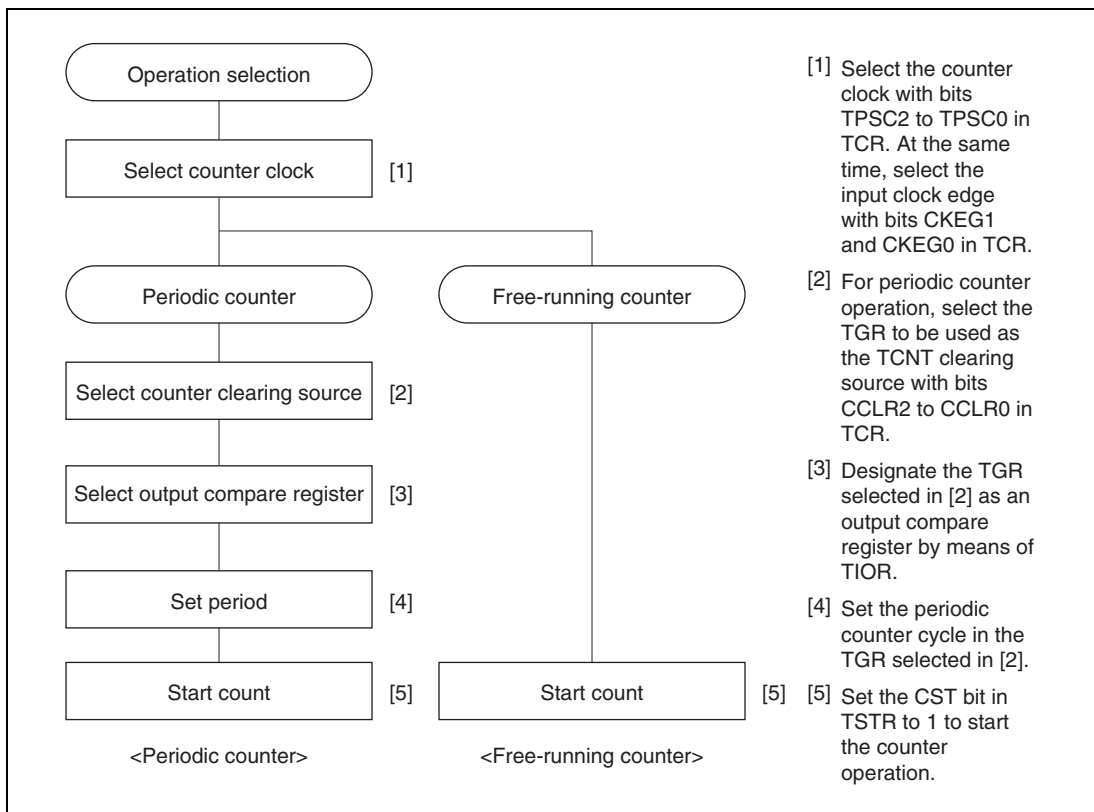 Operation selection
Select counter clock
[1]
Periodic counter
Free-running counter
Select counter clearing source
[2]
Select output compare register
[3]
Set period
[4]
Start count
[5]
Start count
[5]
<Periodic counter>
<Free-running counter>
[1] Select the counter
clock with bits
TPSC2 to TPSC0 in
TCR. At the same
time, select the
input clock edge
with bits CKEG1
and CKEG0 in TCR.
[2] For periodic counter
operation, select the
TGR to be used as
the TCNT clearing
source with bits
CCLR2 to CCLR0 in
TCR.
[3] Designate the TGR
selected in [2] as an
output compare
register by means of
TIOR.
[4] Set the periodic
counter cycle in the
TGR selected in [2].
[5] Set the CST bit in
TSTR to 1 to start
the counter
operation.